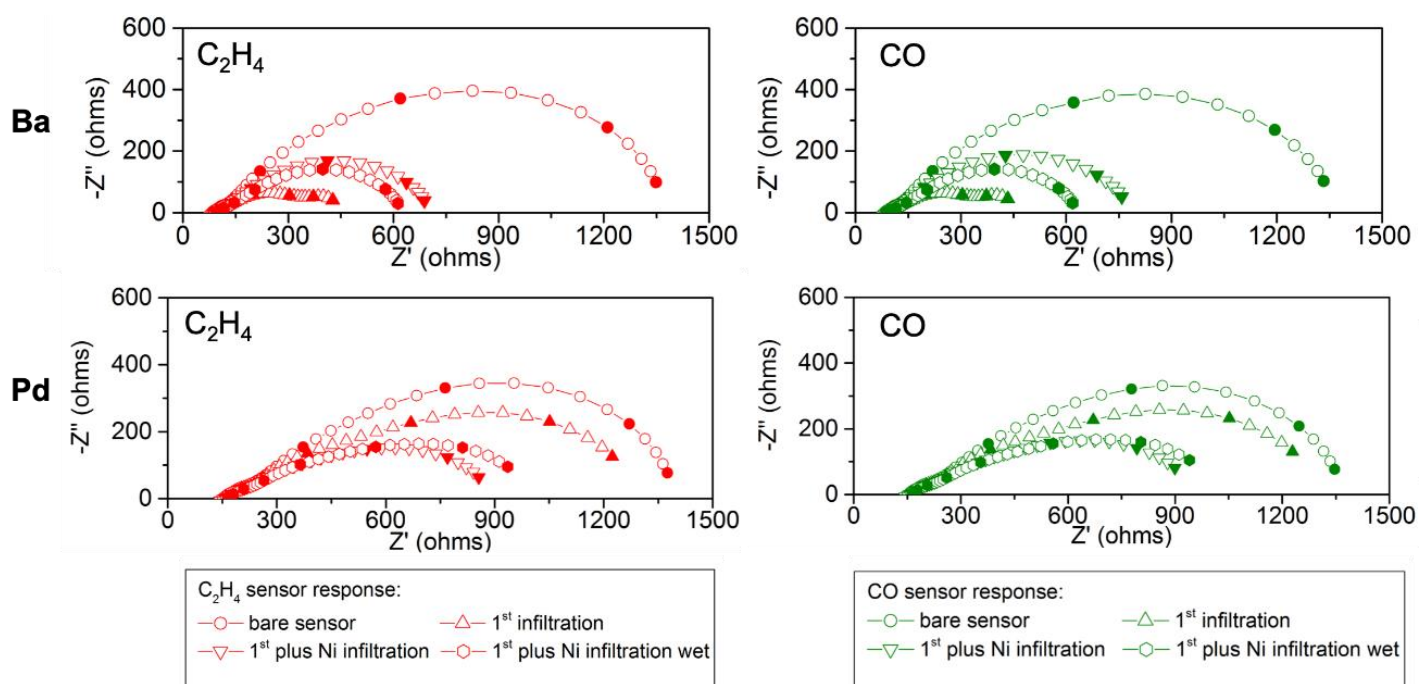 Ba
C₂H₄
-Z" (ohms)
600
400
200
0
0 300 600 900 1200 1500
Z' (ohms)
CO
-Z" (ohms)
600
400
200
0
0 300 600 900 1200 1500
Z' (ohms)
Pd
C₂H₄
-Z" (ohms)
600
400
200
0
0 300 600 900 1200 1500
Z' (ohms)
CO
-Z" (ohms)
600
400
200
0
0 300 600 900 1200 1500
Z' (ohms)
C₂H₄ sensor response:
bare sensor
1ˢᵗ infiltration
1ˢᵗ plus Ni infiltration
1ˢᵗ plus Ni infiltration wet
CO sensor response:
bare sensor
1ˢᵗ infiltration
1ˢᵗ plus Ni infiltration
1ˢᵗ plus Ni infiltration wet